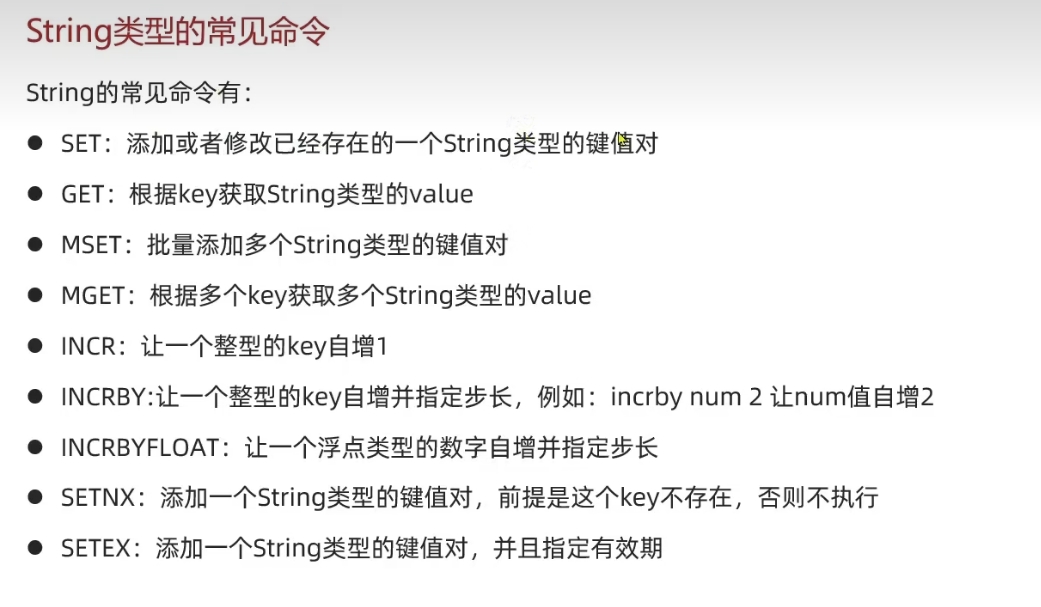 String类型的常见命令
String的常见命令有：
● SET：添加或者修改已经存在的一个String类型的键值对
● GET：根据key获取String类型的value
● MSET：批量添加多个String类型的键值对
● MGET：根据多个key获取多个String类型的value
● INCR：让一个整型的key自增1
● INCRBY:让一个整型的key自增并指定步长，例如：incrby num 2 让num值自增2
● INCRBYFLOAT：让一个浮点类型的数字自增并指定步长
● SETNX：添加一个String类型的键值对，前提是这个key不存在，否则不执行
● SETEX：添加一个String类型的键值对，并且指定有效期